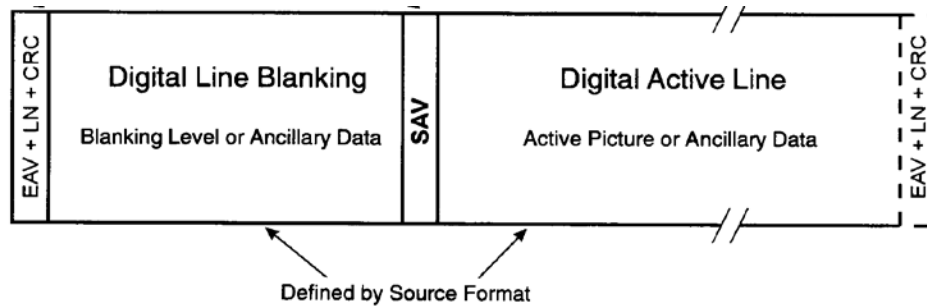 EAV + LN + CRC
Digital Line Blanking
Blanking Level or Ancillary Data
SAV
Digital Active Line
Active Picture or Ancillary Data
EAV + LN + CRC
Defined by Source Format